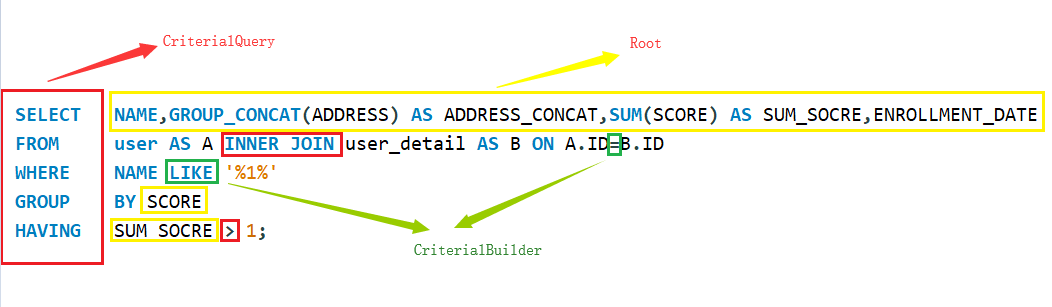 CriterialQuery
Root
SELECT NAME,GROUP_CONCAT(ADDRESS) AS ADDRESS_CONCAT,SUM(SCORE) AS SUM_SOCRE,ENROLLMENT_DATE
FROM user AS A INNER JOIN user_detail AS B ON A.ID=B.ID
WHERE NAME LIKE '%1%'
GROUP BY SCORE
HAVING SUM_SOCRE > 1;
CriterialBuilder